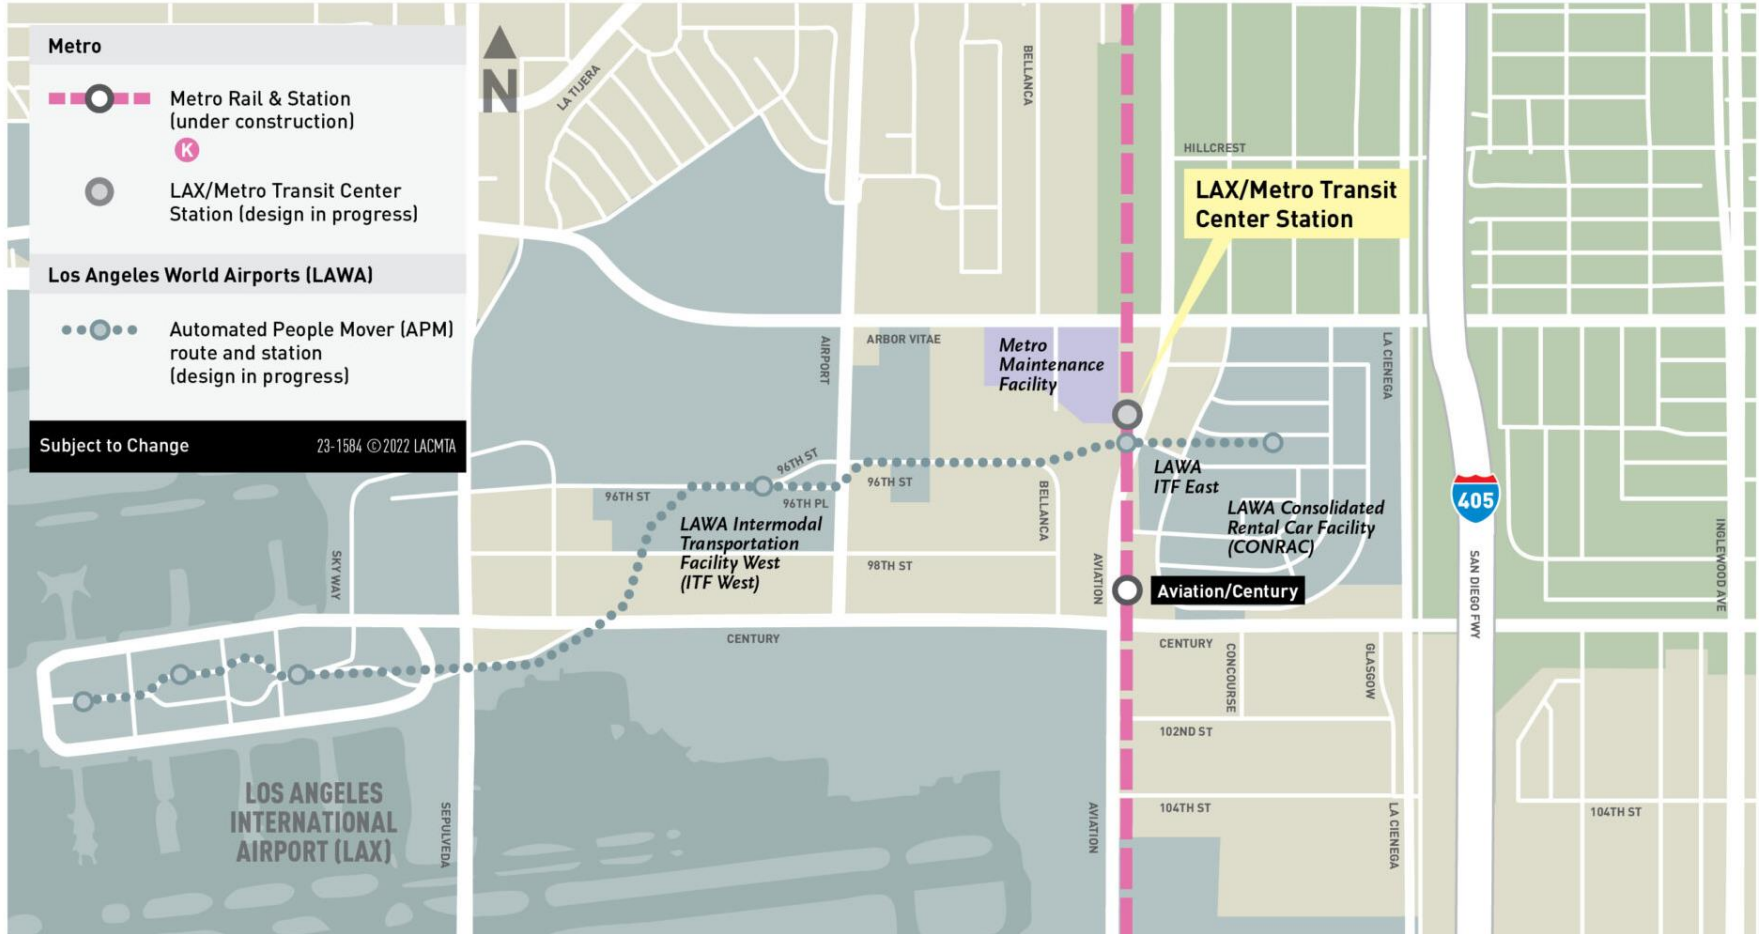 Metro
Metro Rail & Station
(under construction)
K
LAX/Metro Transit Center
Station (design in progress)
Los Angeles World Airports (LAWA)
Automated People Mover (APM)
route and station
(design in progress)
Subject to Change
23-1584 ©2022 LACMTA
N
LA TIJERA
BELLANCA
HILLCREST
LAX/Metro Transit
Center Station
ARBOR VITAE
AIRPORT
Metro
Maintenance
Facility
LA CIENEGA
96TH ST
96TH ST
96TH PL
96TH ST
LAWA Intermodal
Transportation
Facility West
(ITF West)
BELLANCA
LAWA
ITF East
LAWA Consolidated
Rental Car Facility
(CONRAC)
405
SKY WAY
98TH ST
AVIATION
Aviation/Century
SAN DIEGO FWY
INGLEWOOD AVE
CENTURY
CENTURY
CONCOURSE
GLASGOW
102ND ST
LOS ANGELES
INTERNATIONAL
AIRPORT (LAX)
SEPULVEDA
AVIATION
104TH ST
LA CIENEGA
104TH ST